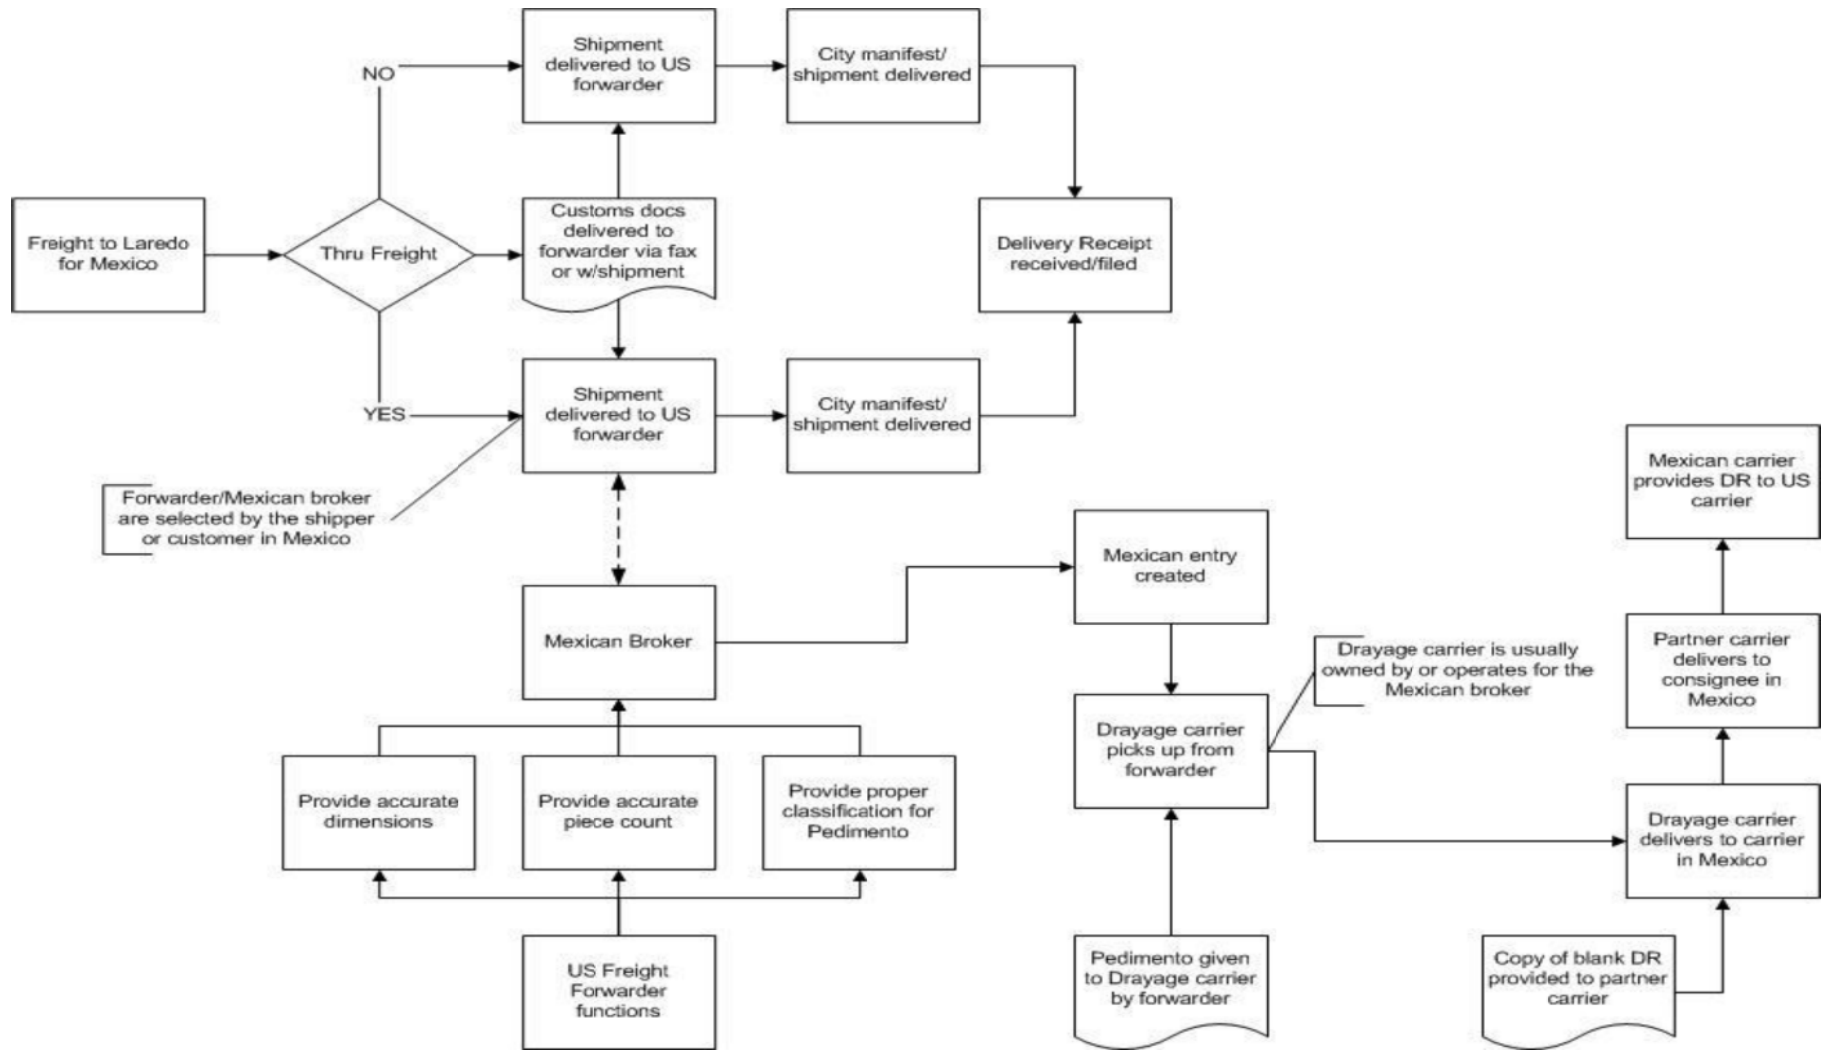 Shipment
delivered to US
forwarder
City manifest/
shipment delivered
NO
Freight to Laredo
for Mexico
Thru Freight
Customs docs
delivered to
forwarder via fax
or w/shipment
Delivery Receipt
received/filed
YES
Shipment
delivered to US
forwarder
City manifest/
shipment delivered
Forwarder/Mexican broker
are selected by the shipper
or customer in Mexico
Mexican carrier
provides DR to US
carrier
Mexican entry
created
Mexican Broker
Drayage carrier is usually
owned by or operates for the
Mexican broker
Partner carrier
delivers to
consignee in
Mexico
Drayage carrier
picks up from
forwarder
Provide accurate
dimensions
Provide accurate
piece count
Provide proper
classification for
Pedimento
Drayage carrier
delivers to carrier
in Mexico
US Freight
Forwarder
functions
Pedimento given
to Drayage carrier
by forwarder
Copy of blank DR
provided to partner
carrier